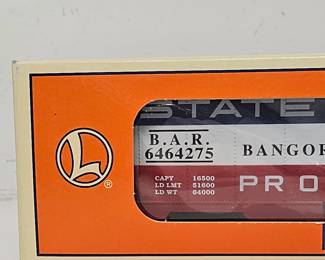 STATE
B.A.R.
6464275
BANGOR
CAPY 16500
LD LMT 51600
LD WT 64000
PRO
L
®